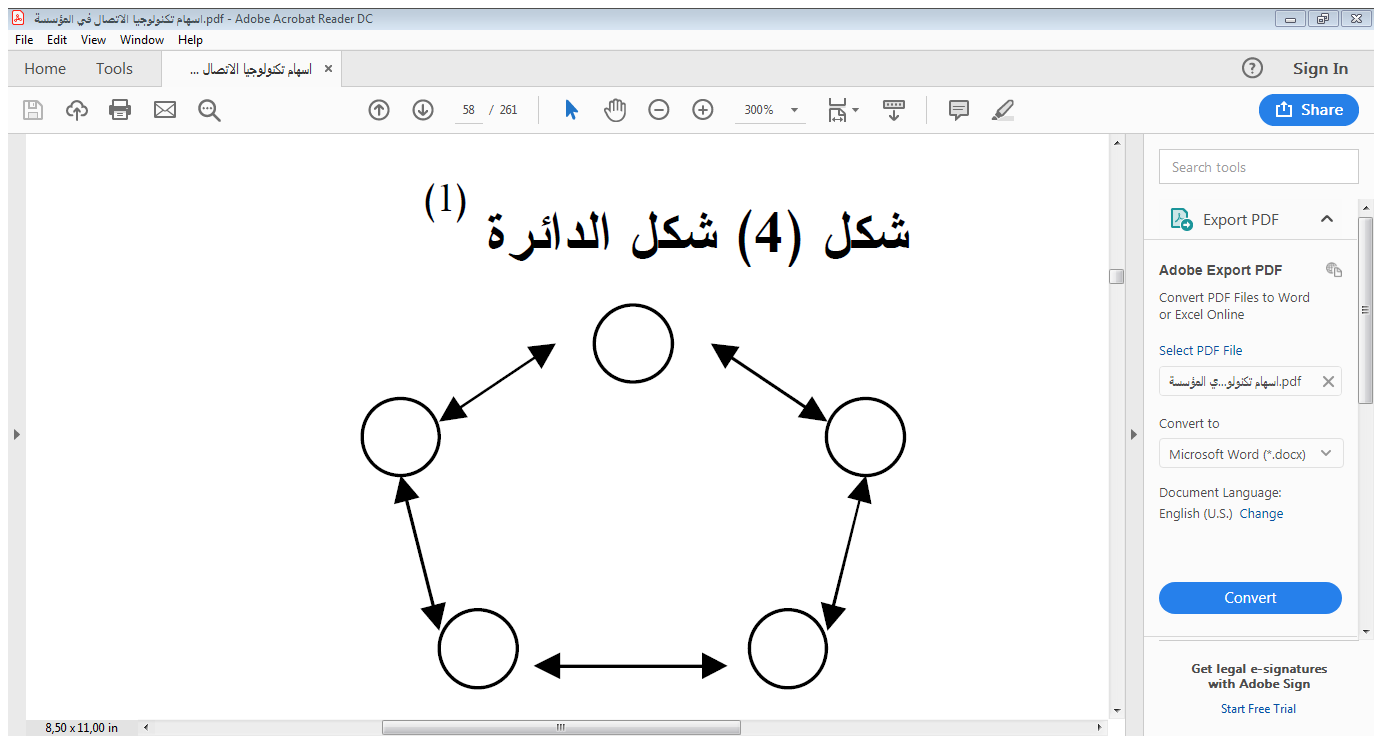 اسهام تكنولوجيا الاتصال في المؤسسة.pdf - Adobe Acrobat Reader DC
File Edit View Window Help
Home Tools اسهام تكنولوجيا الاتصال ... × Sign In
58 / 261 300% Share
شكل (4) شكل الدائرة (1)
Search tools
Export PDF
Adobe Export PDF
Convert PDF Files to Word
or Excel Online
Select PDF File
اسهام تكنولو...ي المؤسسة.pdf
Convert to
Microsoft Word (*.docx)
Document Language:
English (U.S.) Change
Convert
Get legal e-signatures
with Adobe Sign
Start Free Trial
8,50 x 11,00 in